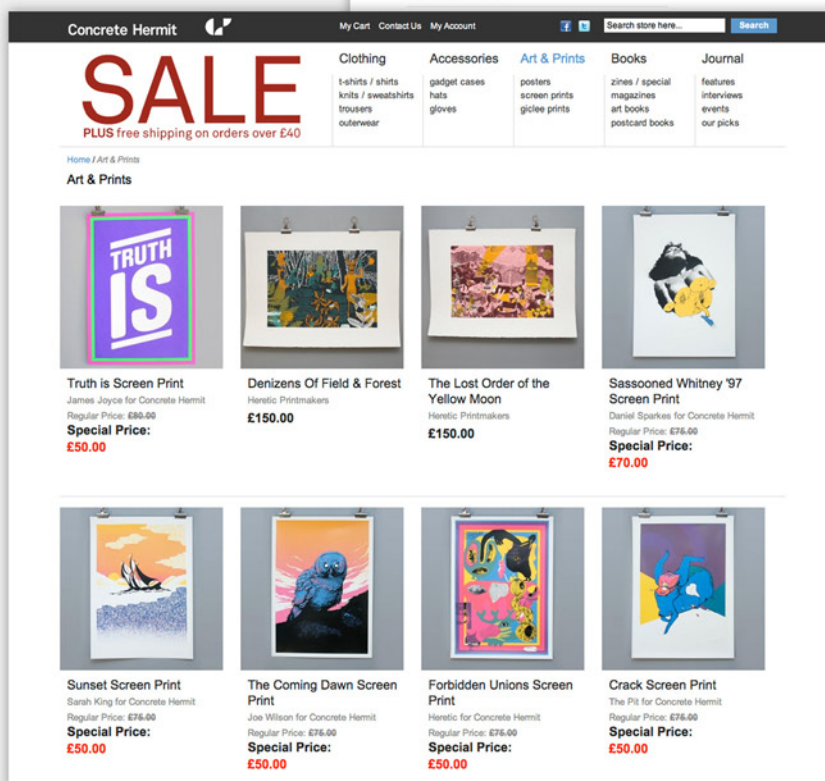 Concrete Hermit
My Cart Contact Us My Account
Search store here...
Search
SALE
PLUS free shipping on orders over £40
Clothing
t-shirts / shirts
knits / sweatshirts
trousers
outerwear
Accessories
gadget cases
hats
gloves
Art & Prints
posters
screen prints
giclee prints
Books
zines / special
magazines
art books
postcard books
Journal
features
interviews
events
our picks
Home / Art & Prints
Art & Prints
TRUTH
IS
Truth is Screen Print
James Joyce for Concrete Hermit
Regular Price: £80.00
Special Price:
£50.00
Denizens Of Field & Forest
Heretic Printmakers
£150.00
The Lost Order of the
Yellow Moon
Heretic Printmakers
£150.00
Sassooned Whitney '97
Screen Print
Daniel Sparkes for Concrete Hermit
Regular Price: £75.00
Special Price:
£70.00
Sunset Screen Print
Sarah King for Concrete Hermit
Regular Price: £75.00
Special Price:
£50.00
The Coming Dawn Screen
Print
Joe Wilson for Concrete Hermit
Regular Price: £75.00
Special Price:
£50.00
Forbidden Unions Screen
Print
Heretic for Concrete Hermit
Regular Price: £75.00
Special Price:
£50.00
Crack Screen Print
The Pit for Concrete Hermit
Regular Price: £75.00
Special Price:
£50.00